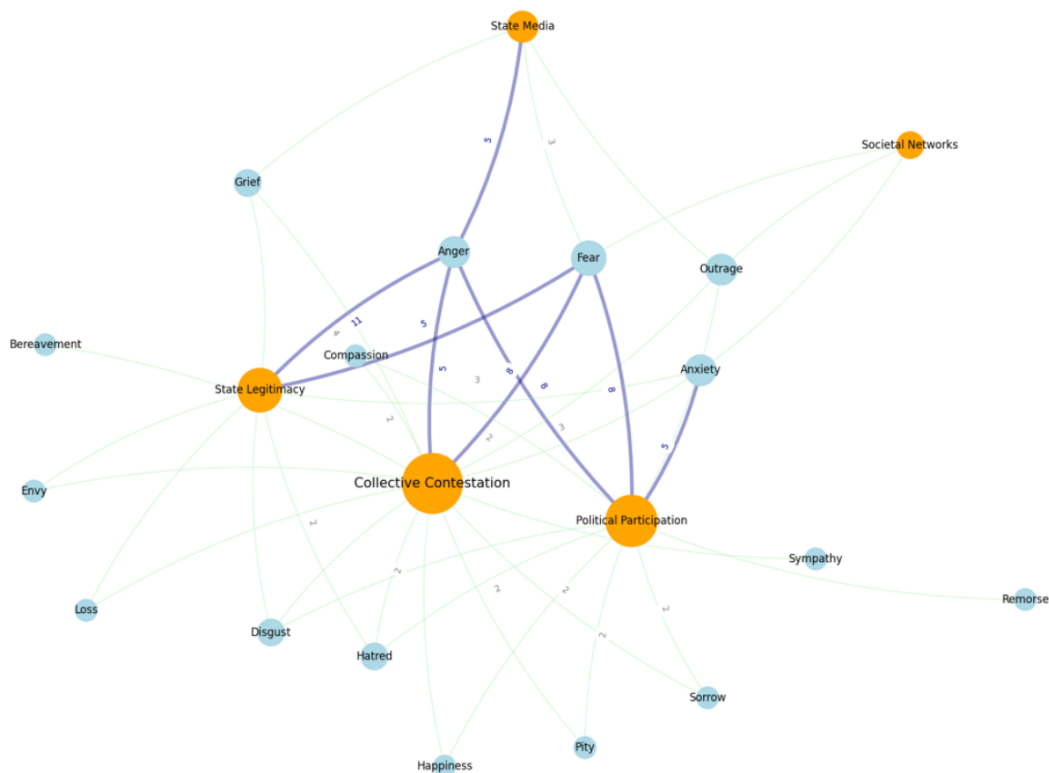 State Media
5
3
Societal Networks
Grief
Anger
Fear
Outrage
11
4
5
Bereavement
Compassion
5
8
8
8
3
Anxiety
State Legitimacy
2
3
2
5
Collective Contestation
Envy
Political Participation
2
Sympathy
2
2
2
Remorse
Loss
2
2
Disgust
Hatred
Sorrow
Pity
Happiness